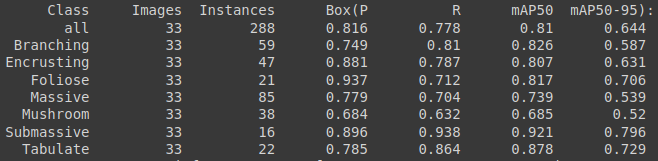 Class Images Instances Box(P R mAP50 mAP50-95):
all 33 288 0.816 0.778 0.81 0.644
Branching 33 59 0.749 0.81 0.826 0.587
Encrusting 33 47 0.881 0.787 0.807 0.631
Foliose 33 21 0.937 0.712 0.817 0.706
Massive 33 85 0.779 0.704 0.739 0.539
Mushroom 33 38 0.684 0.632 0.685 0.52
Submassive 33 16 0.896 0.938 0.921 0.796
Tabulate 33 22 0.785 0.864 0.878 0.729